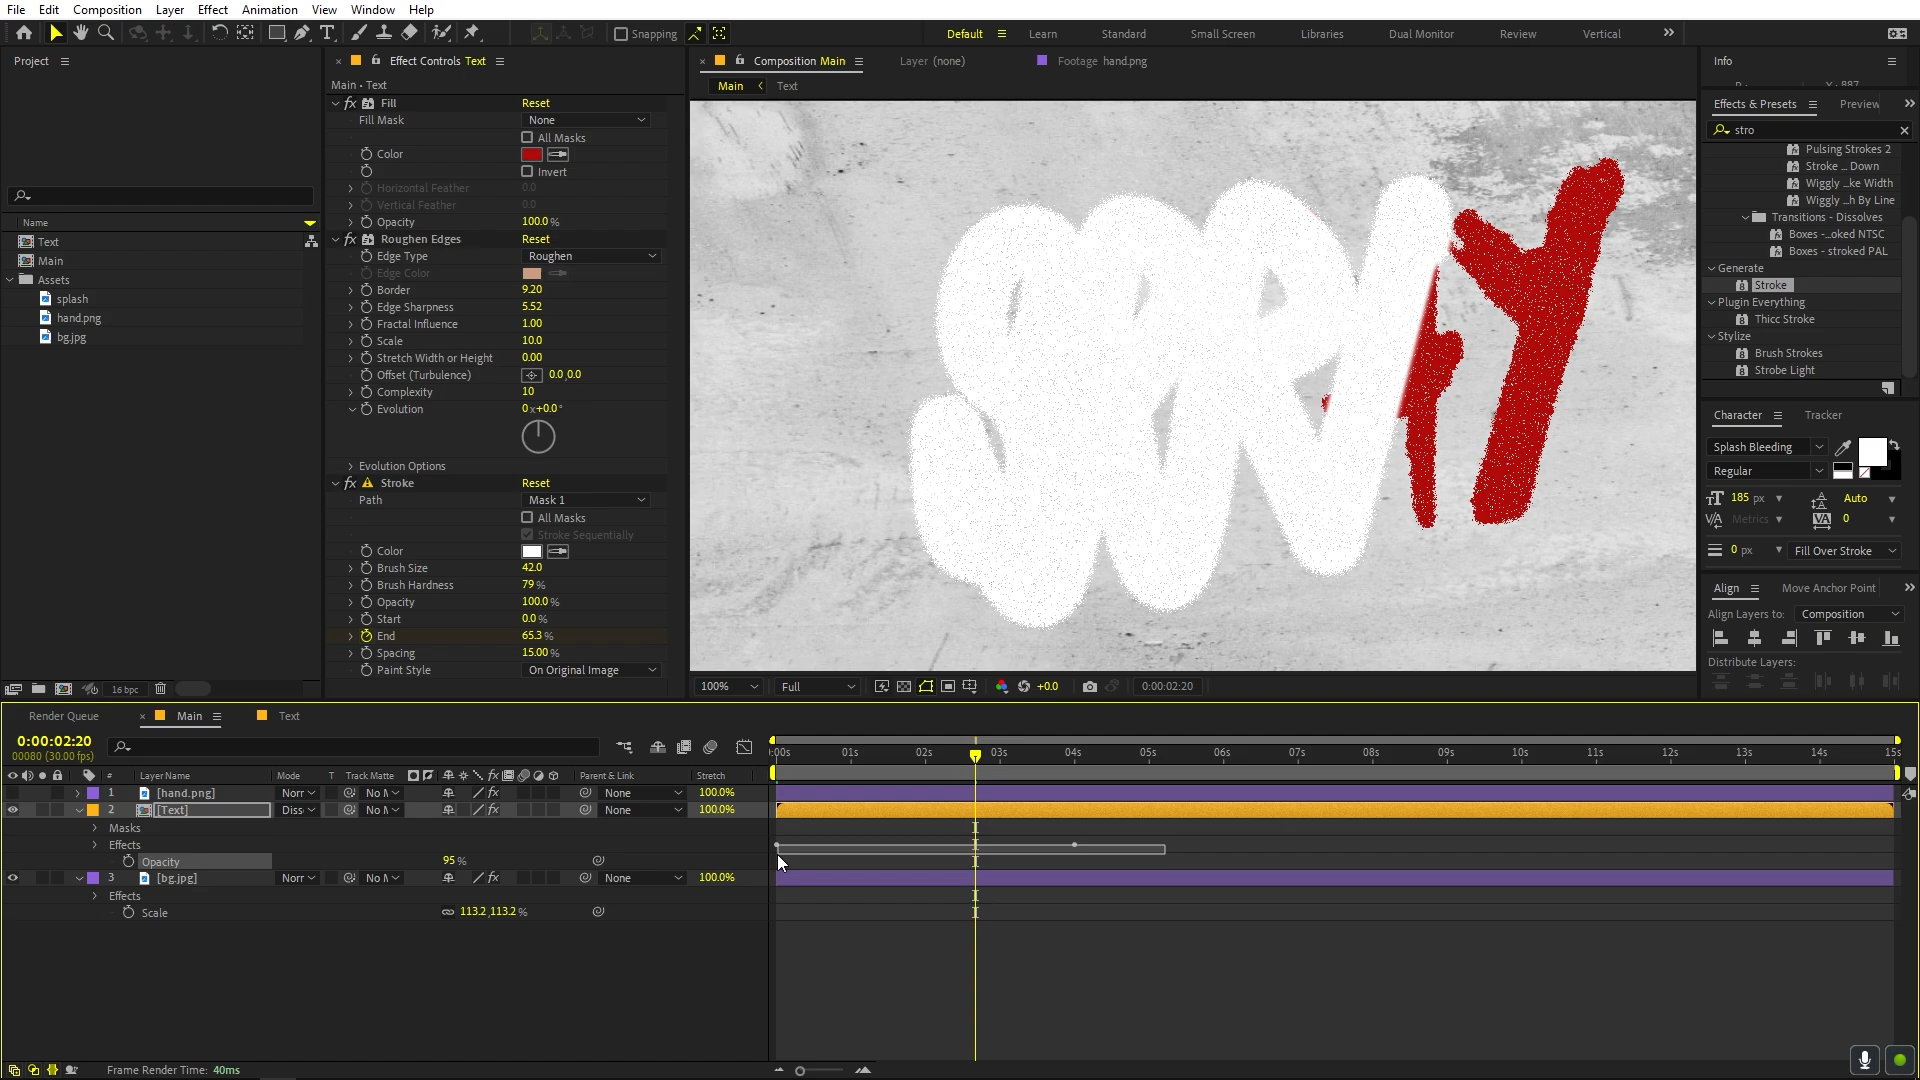 File Edit Composition Layer Effect Animation View Window Help
Snapping
Default Learn Standard Small Screen Libraries Dual Monitor Review Vertical
Project
Name
Text
Main
Assets
splash
hand.png
bg.jpg
16 bpc
Effect Controls Text
Main • Text
Fill Reset
Fill Mask None
All Masks
Color
Invert
Horizontal Feather 0.0
Vertical Feather 0.0
Opacity 100.0 %
Roughen Edges Reset
Edge Type Roughen
Edge Color
Border 9.20
Edge Sharpness 5.52
Fractal Influence 1.00
Scale 10.0
Stretch Width or Height 0.00
Offset (Turbulence) 0.0,0.0
Complexity 10
Evolution 0x+0.0°
Evolution Options
Stroke Reset
Path Mask 1
All Masks
Stroke Sequentially
Color
Brush Size 42.0
Brush Hardness 79 %
Opacity 100.0 %
Start 0.0 %
End 65.3 %
Spacing 15.00 %
Paint Style On Original Image
Composition Main Layer (none) Footage hand.png
Main Text
100% Full +0.0 0:00:02:20
Info
Effects & Presets Preview
stro
Pulsing Strokes 2
Stroke ... Down
Wiggly ...ke Width
Wiggly ...h By Line
Transitions - Dissolves
Boxes -...oked NTSC
Boxes - stroked PAL
Generate
Stroke
Plugin Everything
Thicc Stroke
Stylize
Brush Strokes
Strobe Light
Character Tracker
Splash Bleeding
Regular
185 px Auto
Metrics 0
0 px Fill Over Stroke
Align Move Anchor Point
Align Layers to: Composition
Distribute Layers:
Render Queue Main Text
0:00:02:20
00080 (30.00 fps)
# Layer Name Mode T Track Matte Parent & Link Stretch
:00s 01s 02s 03s 04s 05s 06s 07s 08s 09s 10s 11s 12s 13s 14s 15s
1 [hand.png] Norr No M None 100.0%
2 [Text] Diss No M None 100.0%
Masks
Effects
Opacity 95 %
3 [bg.jpg] Norr No M None 100.0%
Effects
Scale 113.2,113.2 %
Frame Render Time: 40ms